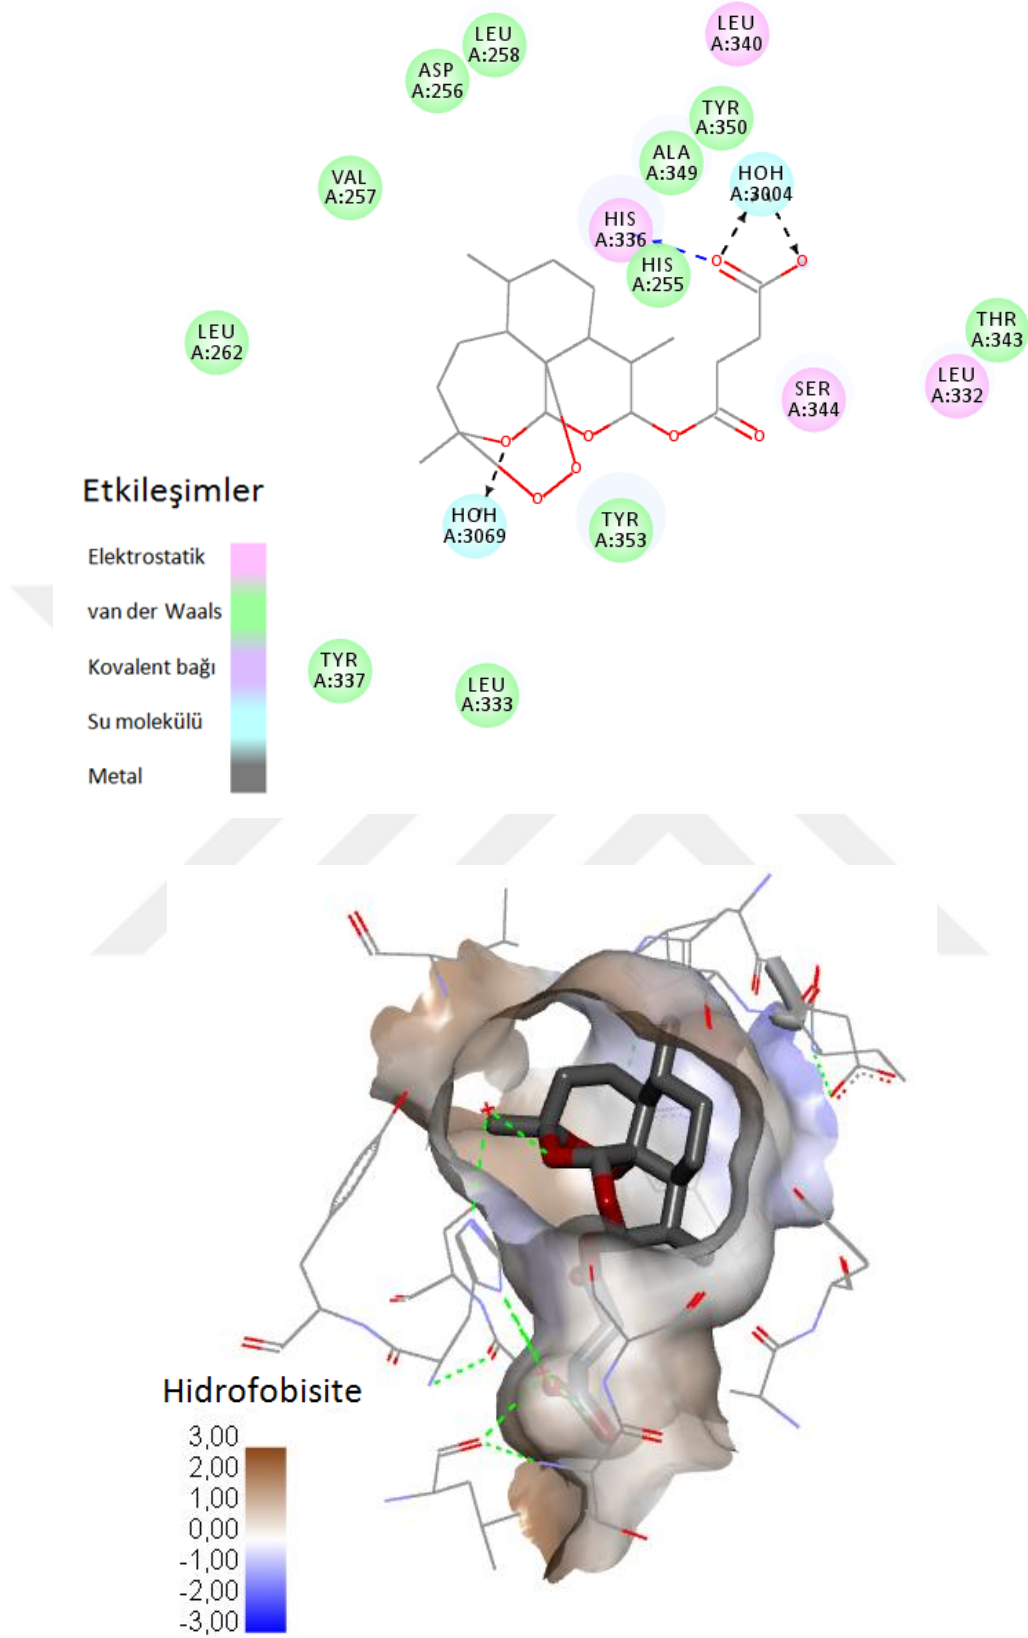 LEU
A:340
LEU
A:258
ASP
A:256
TYR
A:350
ALA
A:349
HOH
A:3004
VAL
A:257
HIS
A:336
HIS
A:255
LEU
A:262
THR
A:343
LEU
A:332
SER
A:344
Etkileşimler
HOH
A:3069
TYR
A:353
Elektrostatik
van der Waals
Kovalent bağı
Su molekülü
Metal
TYR
A:337
LEU
A:333
Hidrofobisite
3,00
2,00
1,00
0,00
-1,00
-2,00
-3,00